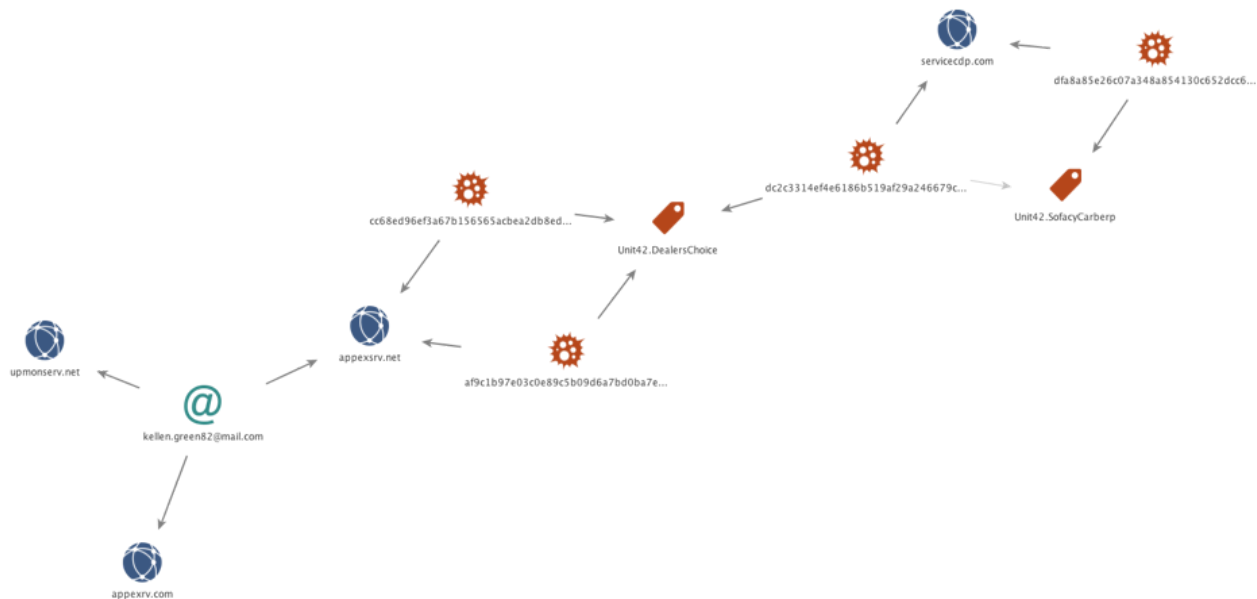 servicecdp.com
dfa8a85e26c07a348a854130c652dcc6...
dc2c3314ef4e6186b519af29a246679c...
Unit42.SofacyCarberp
cc68ed96ef3a67b156565acbea2db8ed...
Unit42.DealersChoice
appexsrv.net
upmonserv.net
af9c1b97e03c0e89c5b09d6a7bd0ba7e...
@
kellen.green82@mail.com
appexrv.com